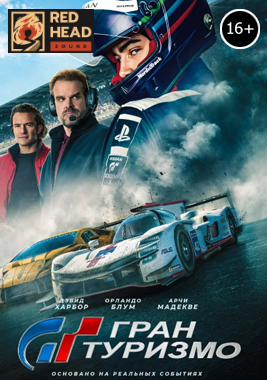 RED
HEAD
SOUND
16+
ДЭВИД
ХАРБОР
ОРЛАНДО
БЛУМ
АРЧИ
МАДЕКВЕ
ГРАН
ТУРИЗМО
ОСНОВАНО НА РЕАЛЬНЫХ СОБЫТИЯХ